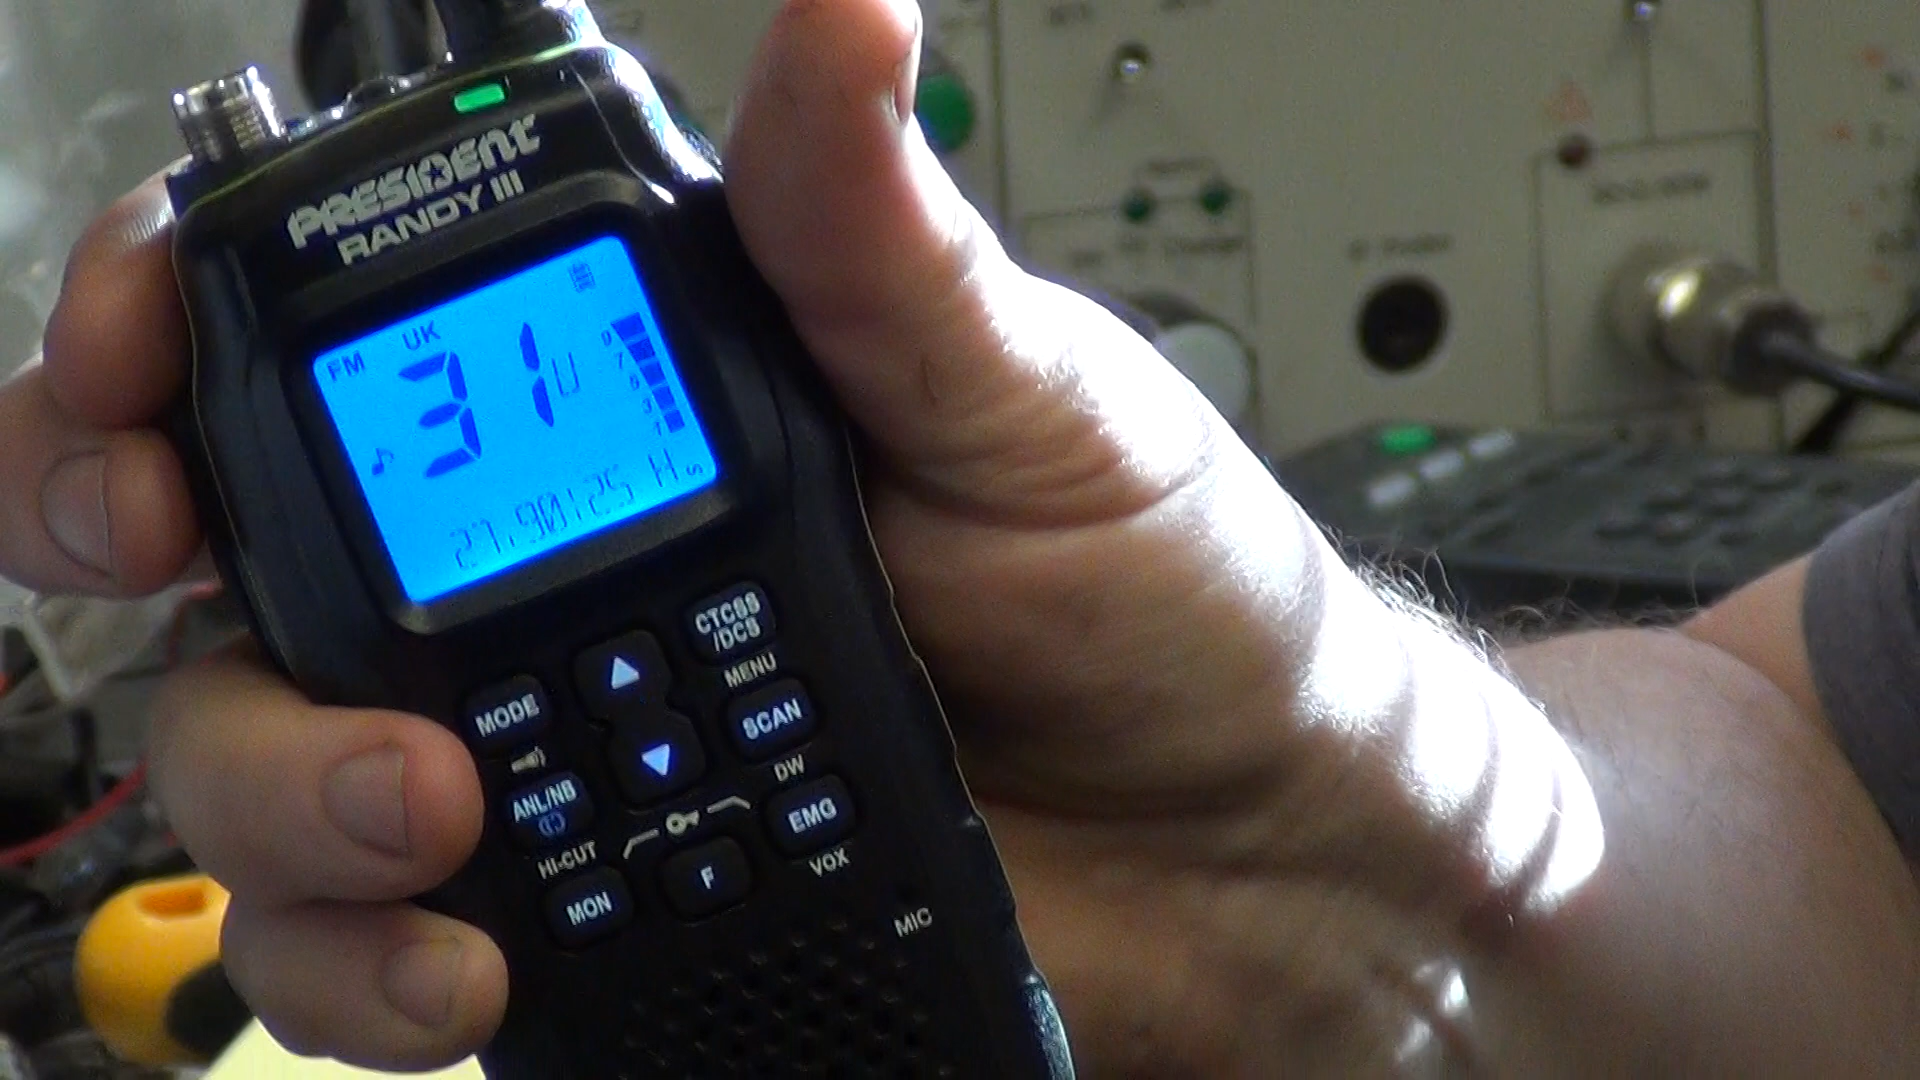 PRESIDENT
RANDY III
FM UK
31 U
9
7
3
1
27.90125 H s
CTCSS
/DCS
MENU
MODE
SCAN
DW
ANL/NB
EMG
HI-CUT
VOX
MON
F
MIC